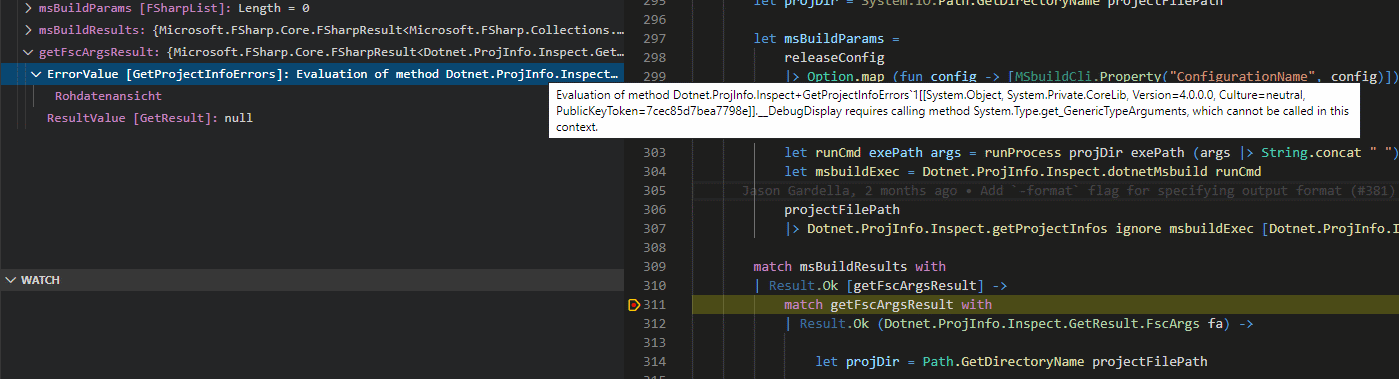 msBuildParams [FSharpList]: Length = 0
msBuildResults: {Microsoft.FSharp.Core.FSharpResult<Microsoft.FSharp.Collections....
getFscArgsResult: {Microsoft.FSharp.Core.FSharpResult<Dotnet.ProjInfo.Inspect.Get...
ErrorValue [GetProjectInfoErrors]: Evaluation of method Dotnet.ProjInfo.Inspect...
Rohdatenansicht
ResultValue [GetResult]: null
WATCH
295 let projDir = System.IO.Path.GetDirectoryName projectFilePath
296
297 let msBuildParams =
298 releaseConfig
299 |> Option.map (fun config -> [MSbuildCli.Property("ConfigurationName", config)])
Evaluation of method Dotnet.ProjInfo.Inspect+GetProjectInfoErrors`1[[System.Object, System.Private.CoreLib, Version=4.0.0.0, Culture=neutral,
PublicKeyToken=7cec85d7bea7798e]].__DebugDisplay requires calling method System.Type.get_GenericTypeArguments, which cannot be called in this
context.
303 let runCmd exePath args = runProcess projDir exePath (args |> String.concat " ")
304 let msbuildExec = Dotnet.ProjInfo.Inspect.dotnetMsbuild runCmd
305 Jason Gardella, 2 months ago • Add `-format` flag for specifying output format (#381)
306 projectFilePath
307 |> Dotnet.ProjInfo.Inspect.getProjectInfos ignore msbuildExec [Dotnet.ProjInfo.I
308
309 match msBuildResults with
310 | Result.Ok [getFscArgsResult] ->
311 match getFscArgsResult with
312 | Result.Ok (Dotnet.ProjInfo.Inspect.GetResult.FscArgs fa) ->
313
314 let projDir = Path.GetDirectoryName projectFilePath
315